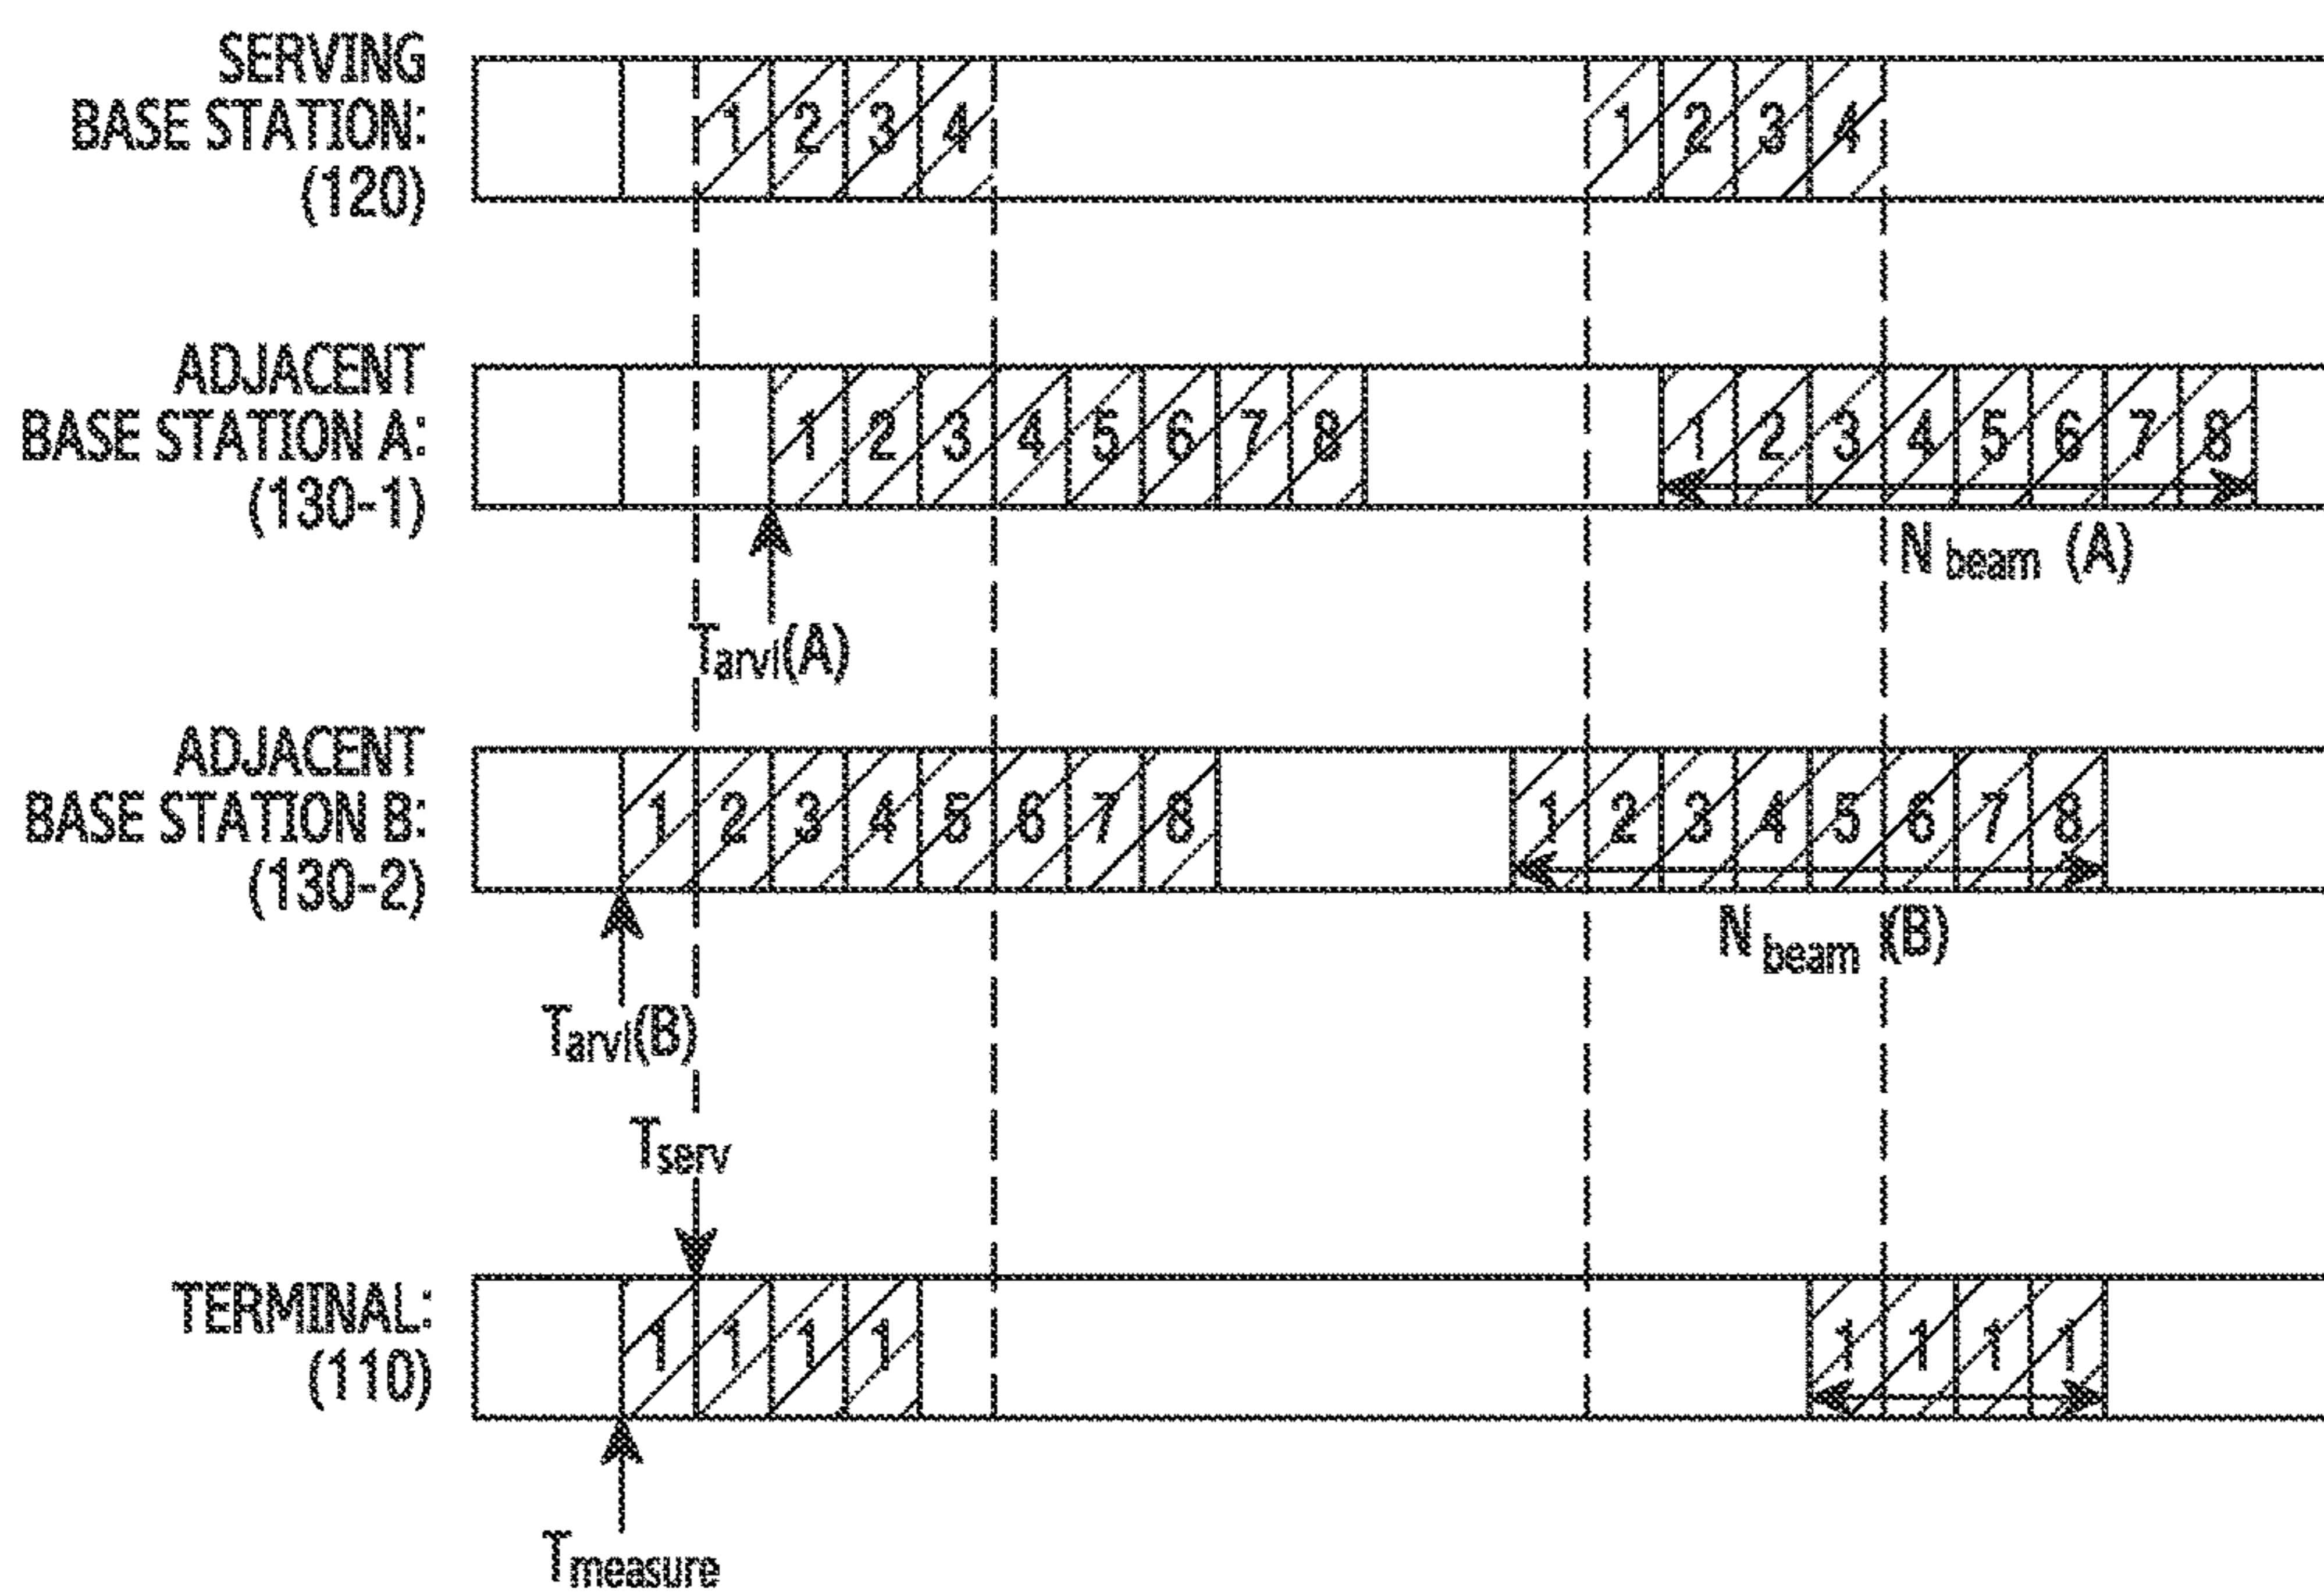 SERVING
BASE STATION:
(120)
1 2 3 4 1 2 3 4
ADJACENT
BASE STATION A:
(130-1)
1 2 3 4 5 6 7 8 1 2 3 4 5 6 7 8
N beam (A)
Tarvl(A)
ADJACENT
BASE STATION B:
(130-2)
1 2 3 4 5 6 7 8 1 2 3 4 5 6 7 8
N beam (B)
Tarvl(B)
Tserv
TERMINAL:
(110)
1 1 1 1 1 1 1 1
Tmeasure